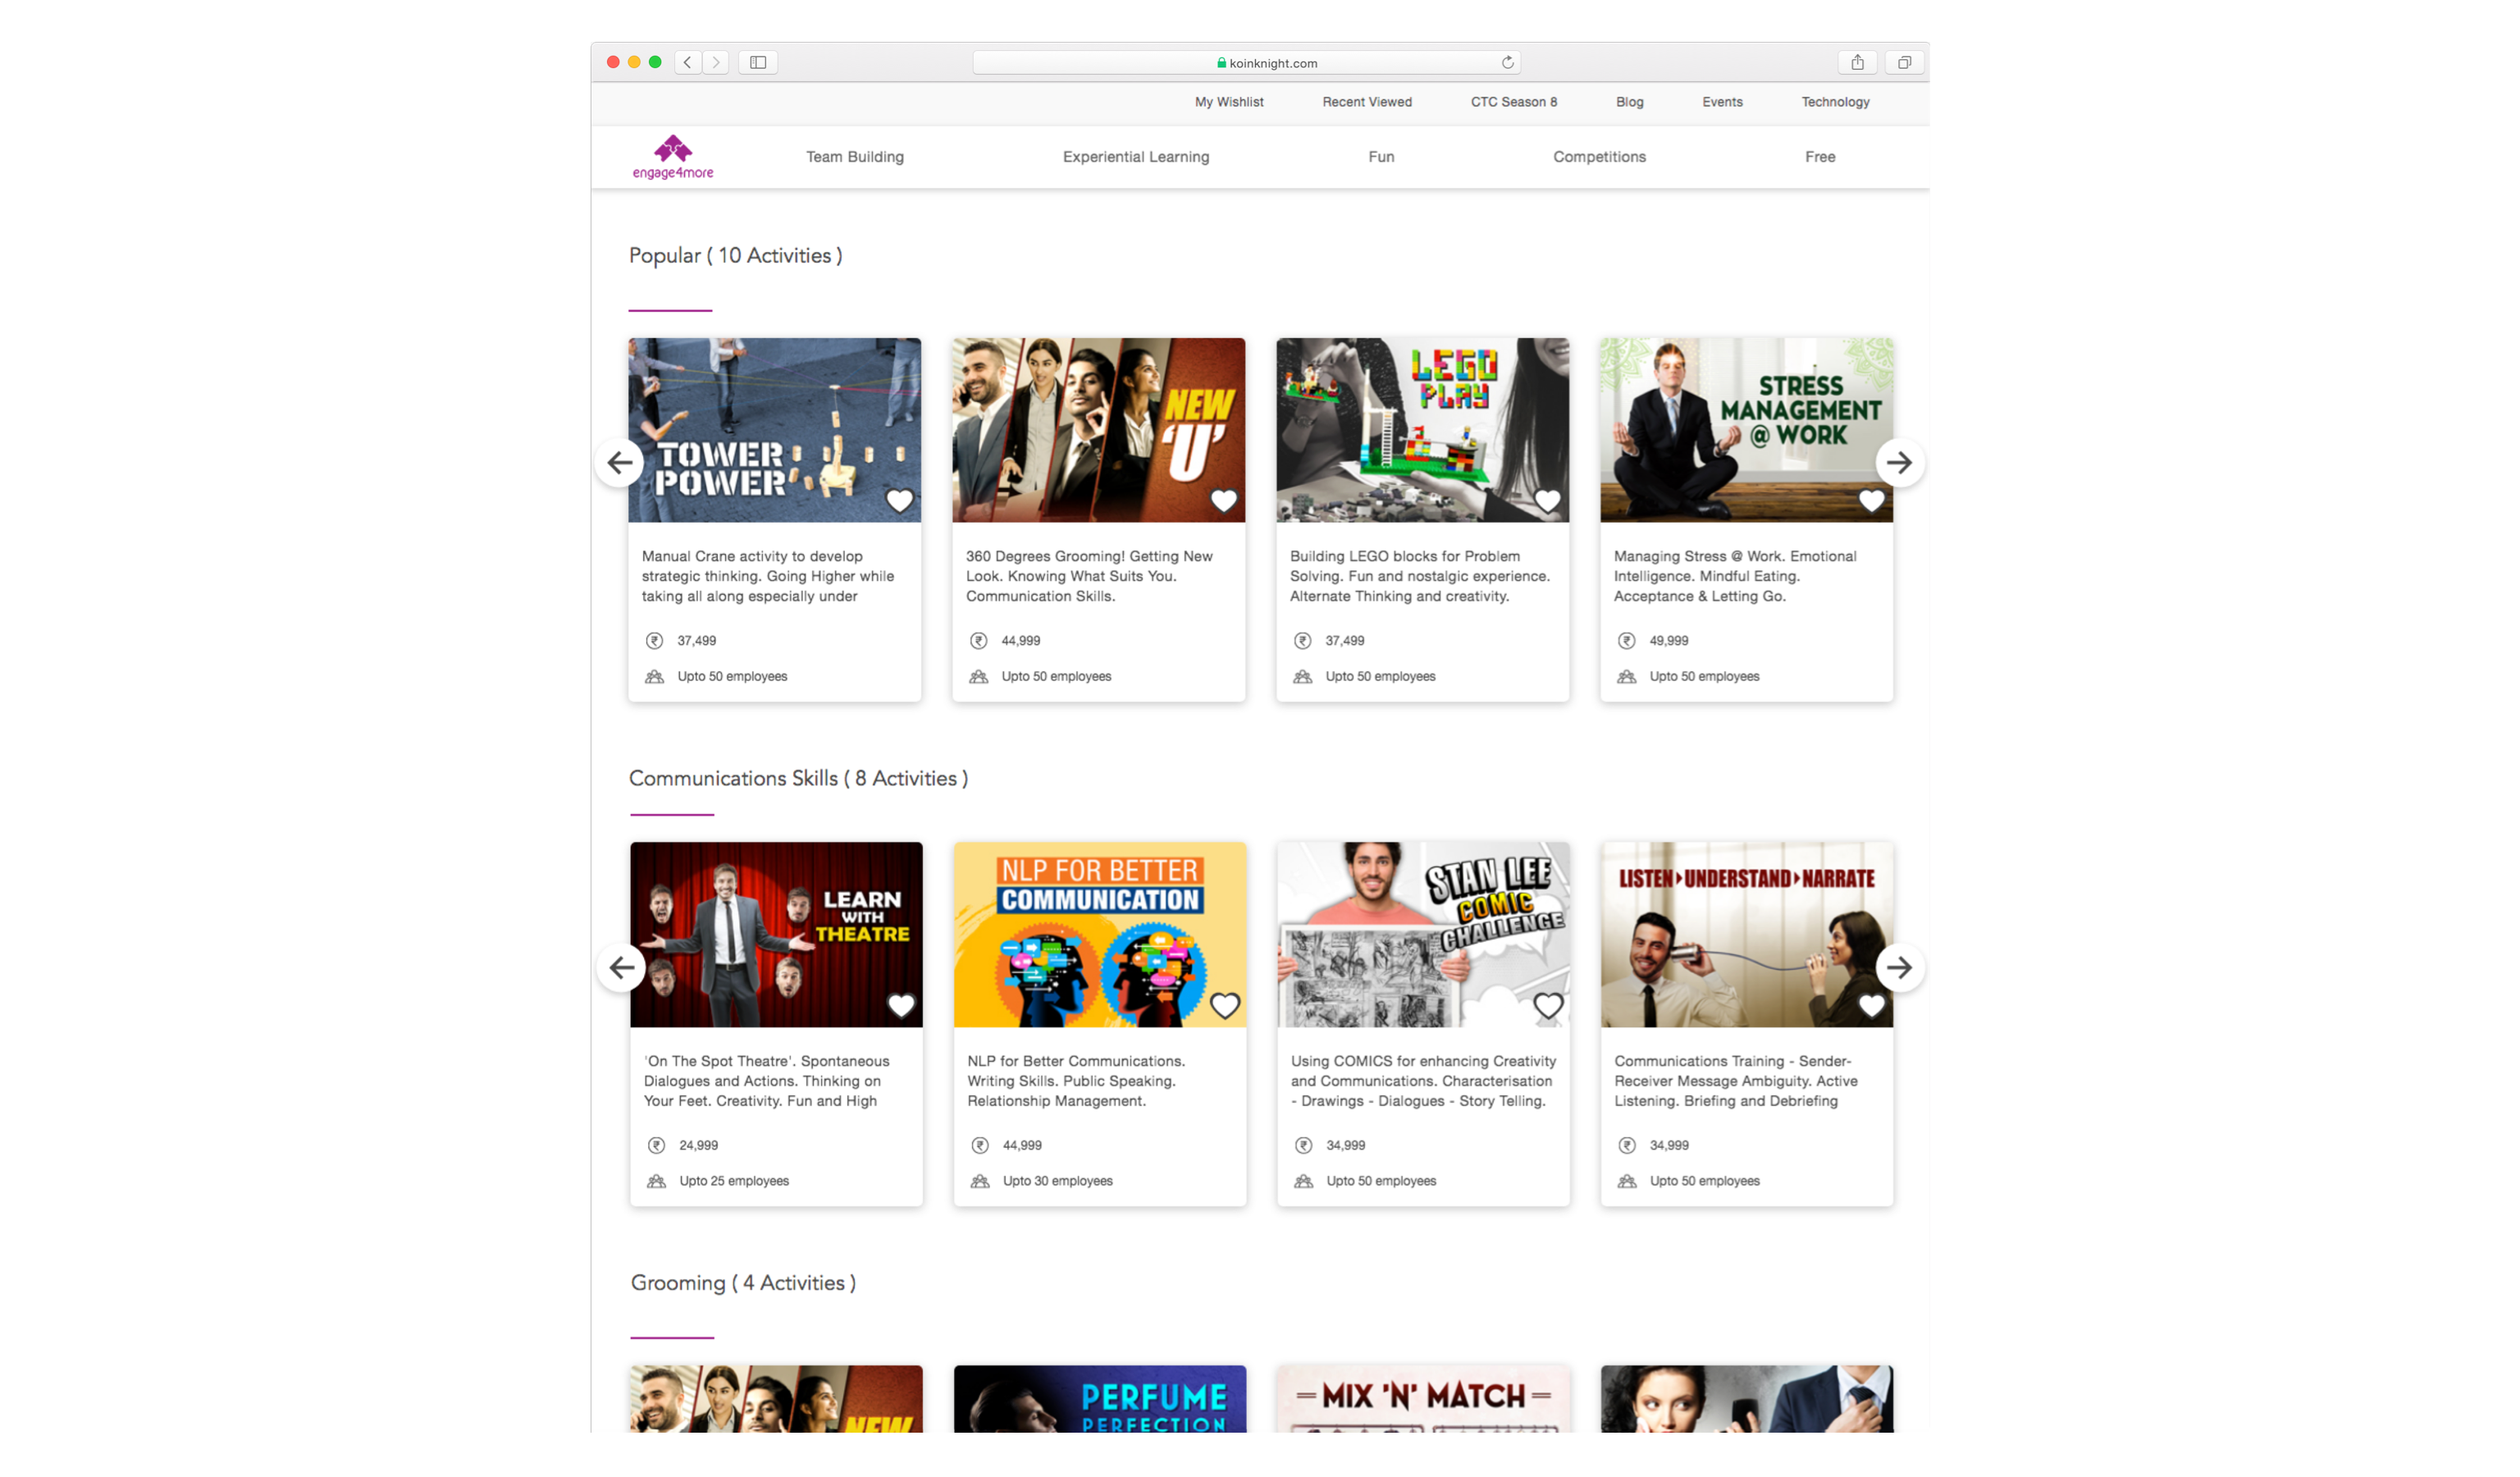 koinknight.com
My Wishlist Recent Viewed CTC Season 8 Blog Events Technology
engage4more
Team Building Experiential Learning Fun Competitions Free
Popular ( 10 Activities )
TOWER
POWER
NEW
'U'
LEGO
PLAY
STRESS
MANAGEMENT
@ WORK
Manual Crane activity to develop
strategic thinking. Going Higher while
taking all along especially under
₹ 37,499
Upto 50 employees
360 Degrees Grooming! Getting New
Look. Knowing What Suits You.
Communication Skills.
₹ 44,999
Upto 50 employees
Building LEGO blocks for Problem
Solving. Fun and nostalgic experience.
Alternate Thinking and creativity.
₹ 37,499
Upto 50 employees
Managing Stress @ Work. Emotional
Intelligence. Mindful Eating.
Acceptance & Letting Go.
₹ 49,999
Upto 50 employees
Communications Skills ( 8 Activities )
LEARN
WITH
THEATRE
NLP FOR BETTER
COMMUNICATION
STAN LEE
COMIC
CHALLENGE
LISTEN UNDERSTAND NARRATE
'On The Spot Theatre'. Spontaneous
Dialogues and Actions. Thinking on
Your Feet. Creativity. Fun and High
₹ 24,999
Upto 25 employees
NLP for Better Communications.
Writing Skills. Public Speaking.
Relationship Management.
₹ 44,999
Upto 30 employees
Using COMICS for enhancing Creativity
and Communications. Characterisation
- Drawings - Dialogues - Story Telling.
₹ 34,999
Upto 50 employees
Communications Training - Sender-
Receiver Message Ambiguity. Active
Listening. Briefing and Debriefing
₹ 34,999
Upto 50 employees
Grooming ( 4 Activities )
NEW
PERFUME
PERFECTION
MIX 'N' MATCH